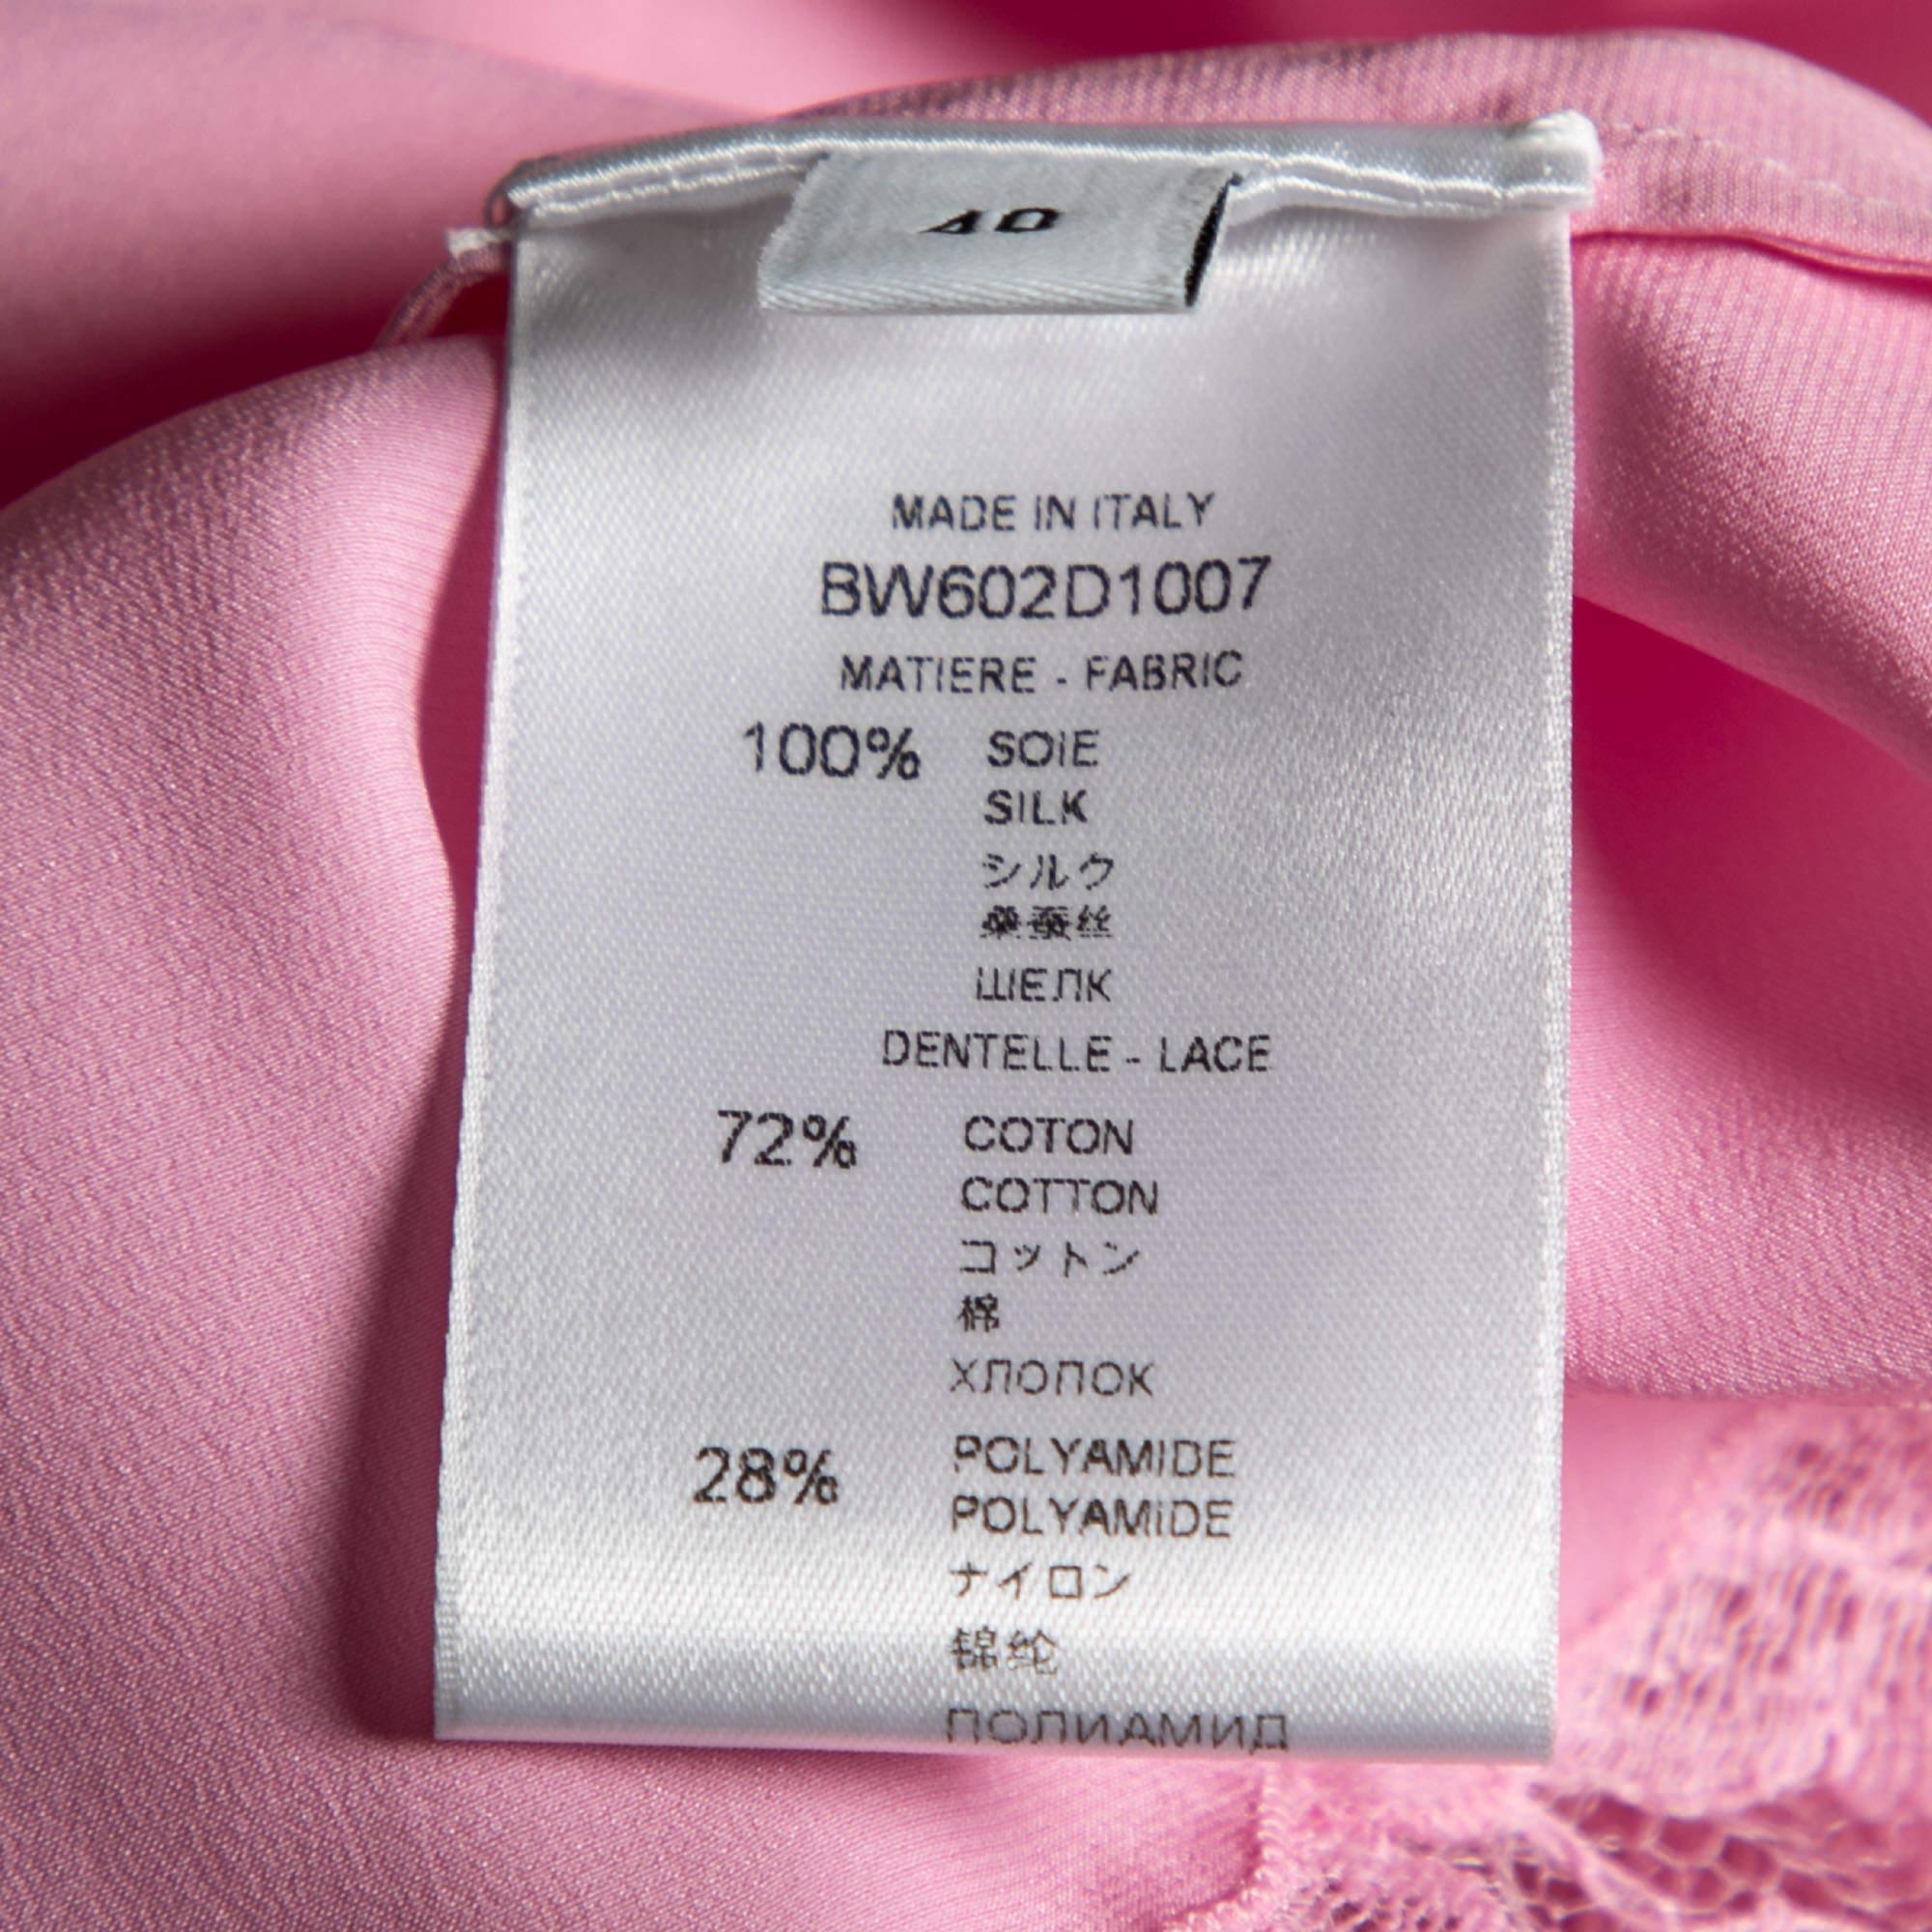 40
MADE IN ITALY
BW602D1007
MATIERE - FABRIC
100% SOIE
SILK
シルク
桑蚕丝
ШЕЛК
DENTELLE - LACE
72% COTON
COTTON
コットン
棉
ХЛОПОК
28% POLYAMIDE
POLYAMIDE
ナイロン
锦纶
ПОЛИАМИД